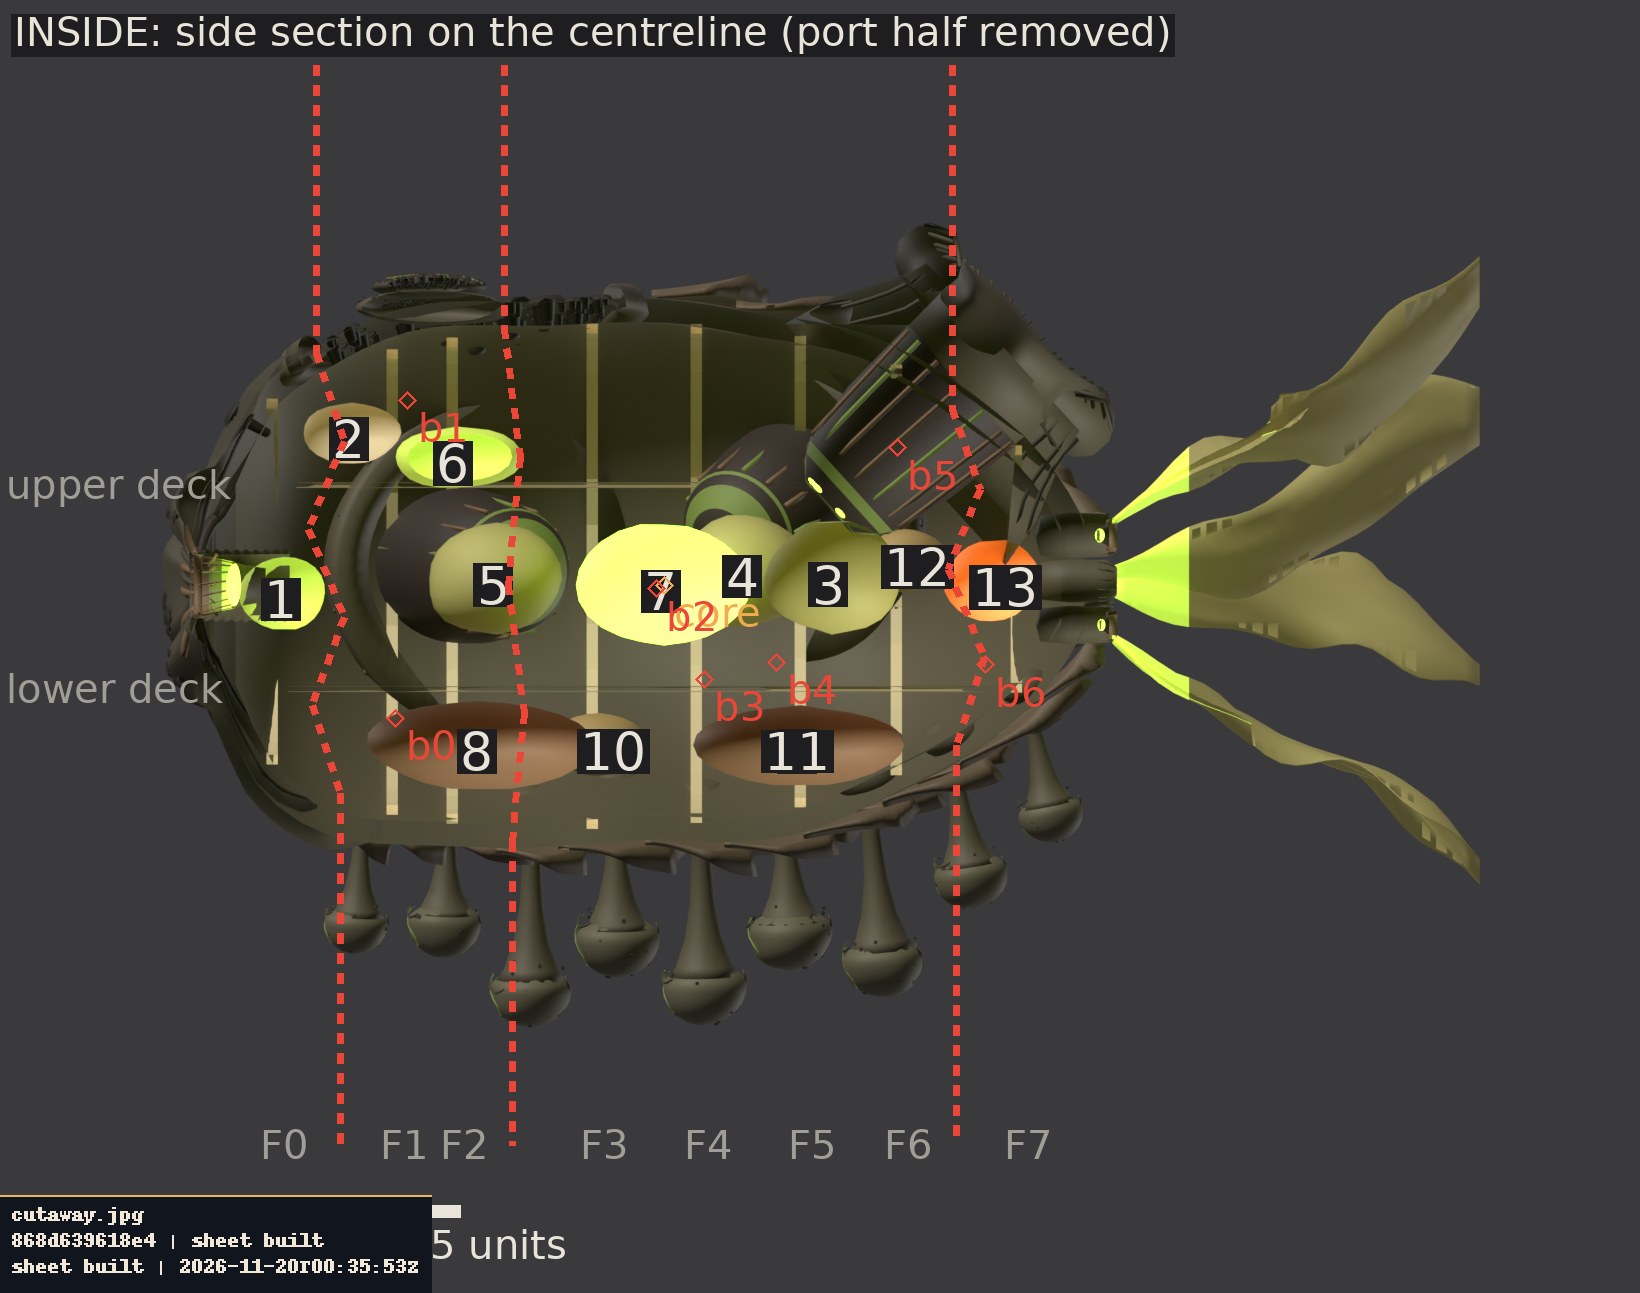 INSIDE: side section on the centreline (port half removed)
b1
2
6
upper deck
b5
12
4
3
5
7
13
1
core
b2
lower deck
b4
b6
b3
b0
8
10
11
F0
F1
F2
F3
F4
F5
F6
F7
cutaway.jpg
868d639618e4 | sheet built
5 units
sheet built | 2026-11-20T00:35:53Z